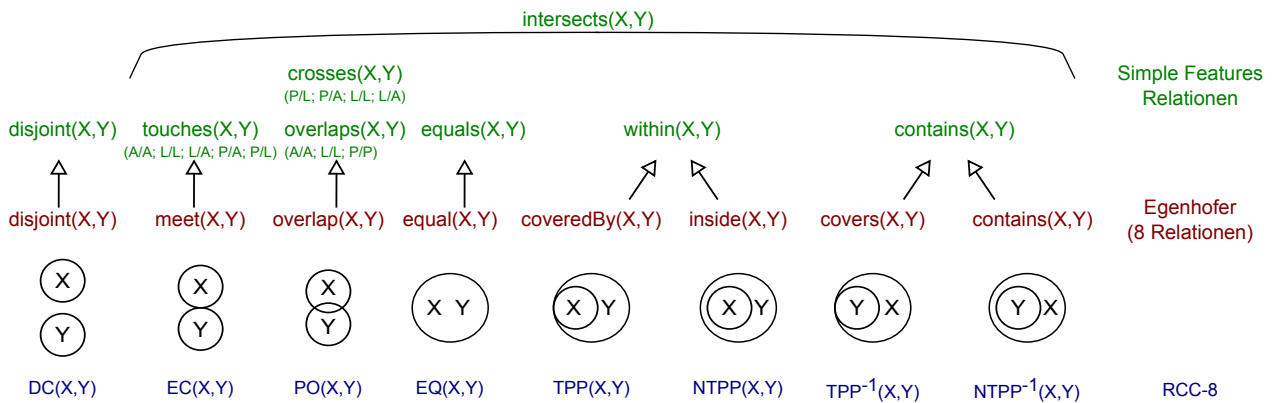 intersects(X,Y)
crosses(X,Y)
(P/L; P/A; L/L; L/A)
Simple Features
Relationen
disjoint(X,Y) touches(X,Y) overlaps(X,Y) equals(X,Y) within(X,Y) contains(X,Y)
(A/A; L/L; L/A; P/A; P/L) (A/A; L/L; P/P)
disjoint(X,Y) meet(X,Y) overlap(X,Y) equal(X,Y) coveredBy(X,Y) inside(X,Y) covers(X,Y) contains(X,Y)
Egenhofer
(8 Relationen)
X X X X Y X Y X Y Y X Y X
Y Y Y
DC(X,Y) EC(X,Y) PO(X,Y) EQ(X,Y) TPP(X,Y) NTPP(X,Y) TPP⁻¹(X,Y) NTPP⁻¹(X,Y) RCC-8